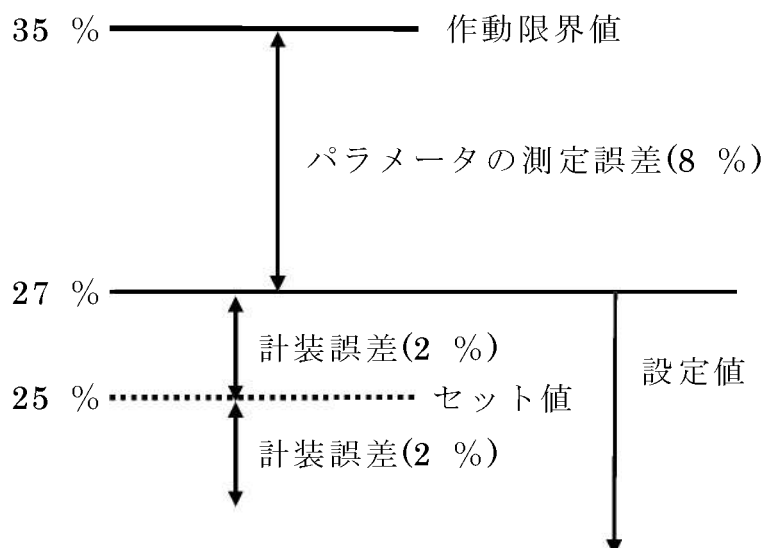 35 %
作動限界値
パラメータの測定誤差(8 %)
27 %
計装誤差(2 %)
設定値
25 %
セット値
計装誤差(2 %)